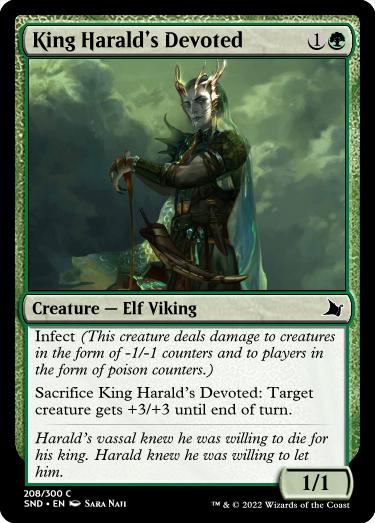 King Harald's Devoted 1
Creature — Elf Viking
Infect (This creature deals damage to creatures
in the form of -1/-1 counters and to players
in the form of poison counters.)
Sacrifice King Harald's Devoted: Target
creature gets +3/+3 until end of turn.
Harald's vassal knew he was willing to die for
his king. Harald knew he was willing to let
him.
1/1
208/300 C
SND • EN Sara Naji ™ & © 2022 Wizards of the Coast